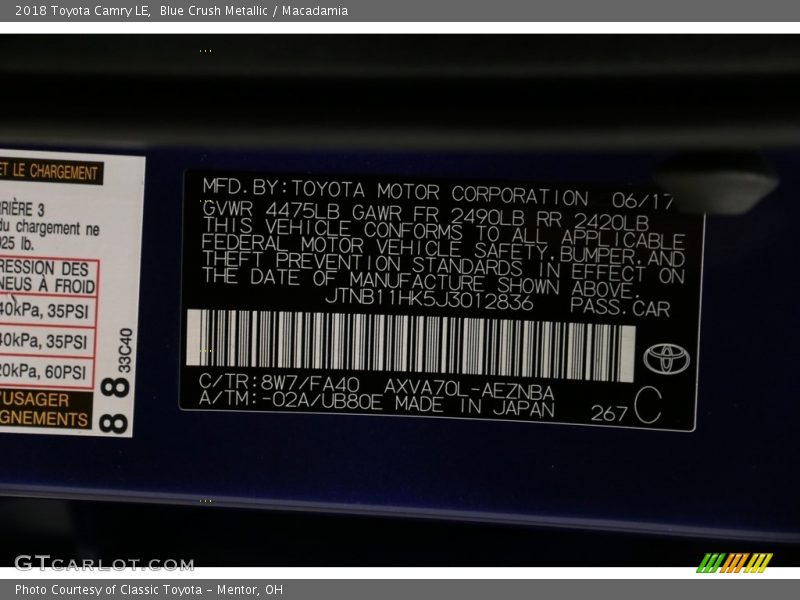 2018 Toyota Camry LE, Blue Crush Metallic / Macadamia
ET LE CHARGEMENT
RIÈRE 3
du chargement ne
025 lb.
RESSION DES
NEUS À FROID
40kPa, 35PSI
40kPa, 35PSI
20kPa, 60PSI
'USAGER
GNEMENTS
88
33C40
MFD. BY: TOYOTA MOTOR CORPORATION 06/17
GVWR 4475LB GAWR FR 2490LB RR 2420LB
THIS VEHICLE CONFORMS TO ALL APPLICABLE
FEDERAL MOTOR VEHICLE SAFETY, BUMPER, AND
THEFT PREVENTION STANDARDS IN EFFECT ON
THE DATE OF MANUFACTURE SHOWN ABOVE.
JTNB11HK5J3012836 PASS. CAR
C/TR: 8W7/FA40 AXVA70L-AEZNBA
A/TM: -02A/UB80E MADE IN JAPAN 267 C
GTCARLOT.COM
Photo Courtesy of Classic Toyota - Mentor, OH